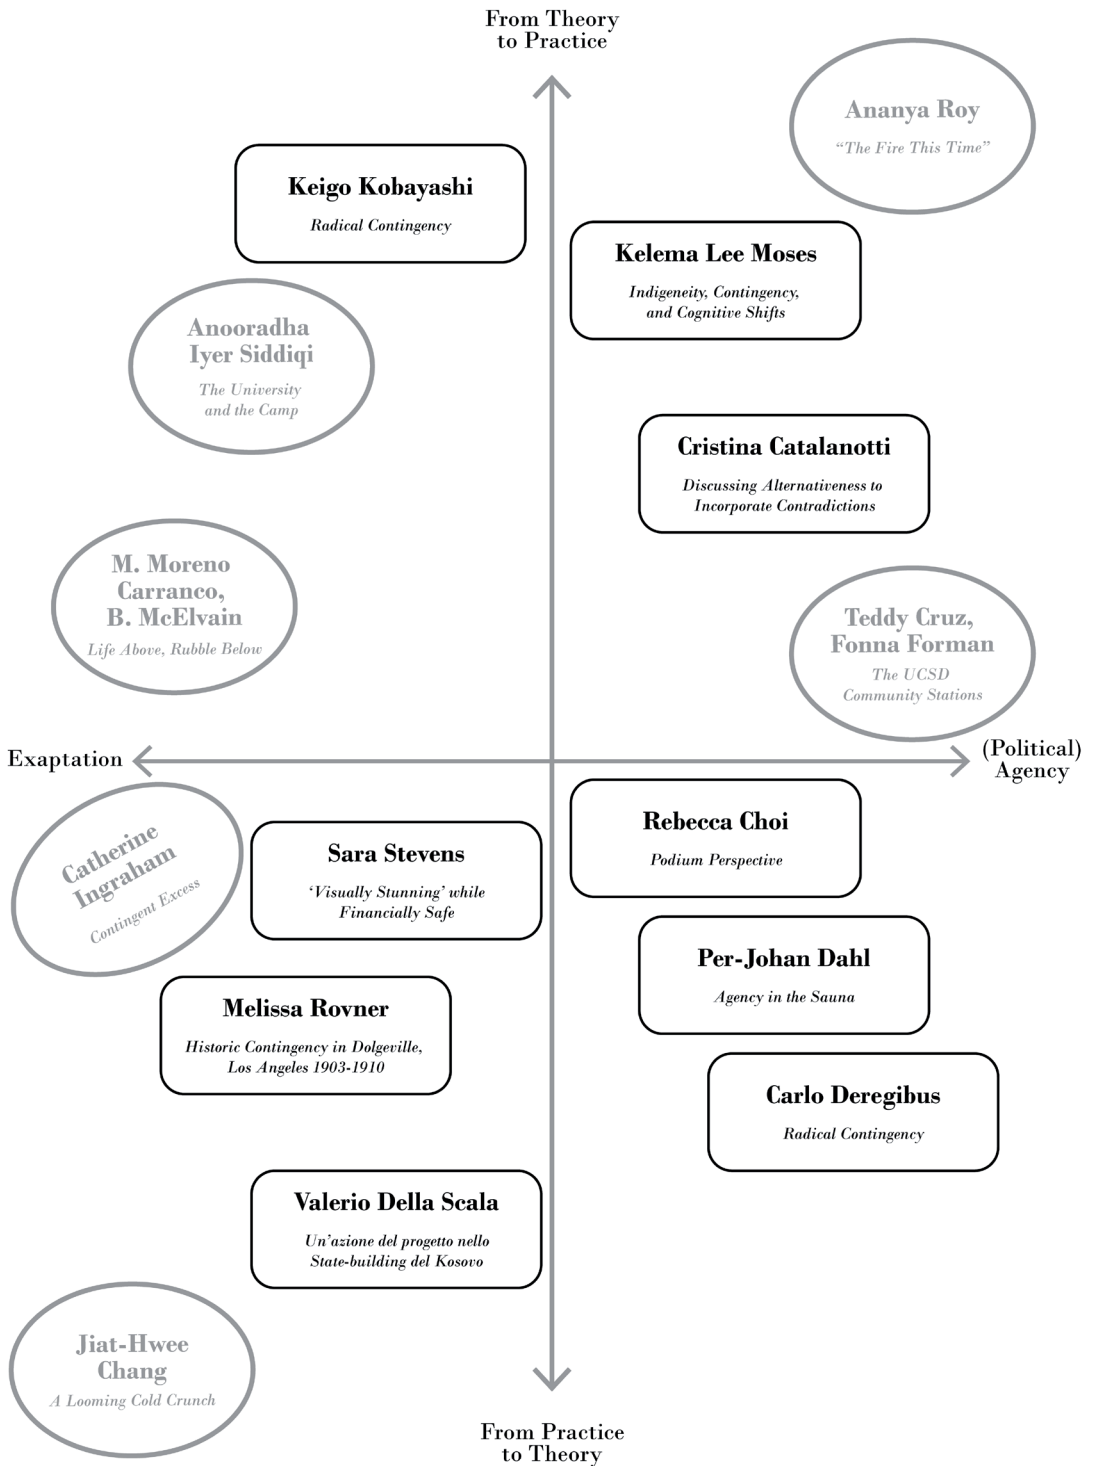 From Theory
to Practice
Ananya Roy
“The Fire This Time”
Keigo Kobayashi
Radical Contingency
Kelema Lee Moses
Indigeneity, Contingency,
and Cognitive Shifts
Anooradha
Iyer Siddiqi
The University
and the Camp
Cristina Catalanotti
Discussing Alternativeness to
Incorporate Contradictions
M. Moreno
Carranco,
B. McElvain
Life Above, Rubble Below
Teddy Cruz,
Fonna Forman
The UCSD
Community Stations
Exaptation
(Political)
Agency
Catherine
Ingraham
Contingent Excess
Sara Stevens
‘Visually Stunning’ while
Financially Safe
Rebecca Choi
Podium Perspective
Per-Johan Dahl
Agency in the Sauna
Melissa Rovner
Historic Contingency in Dolgeville,
Los Angeles 1903-1910
Carlo Deregibus
Radical Contingency
Valerio Della Scala
Un’azione del progetto nello
State-building del Kosovo
Jiat-Hwee
Chang
A Looming Cold Crunch
From Practice
to Theory